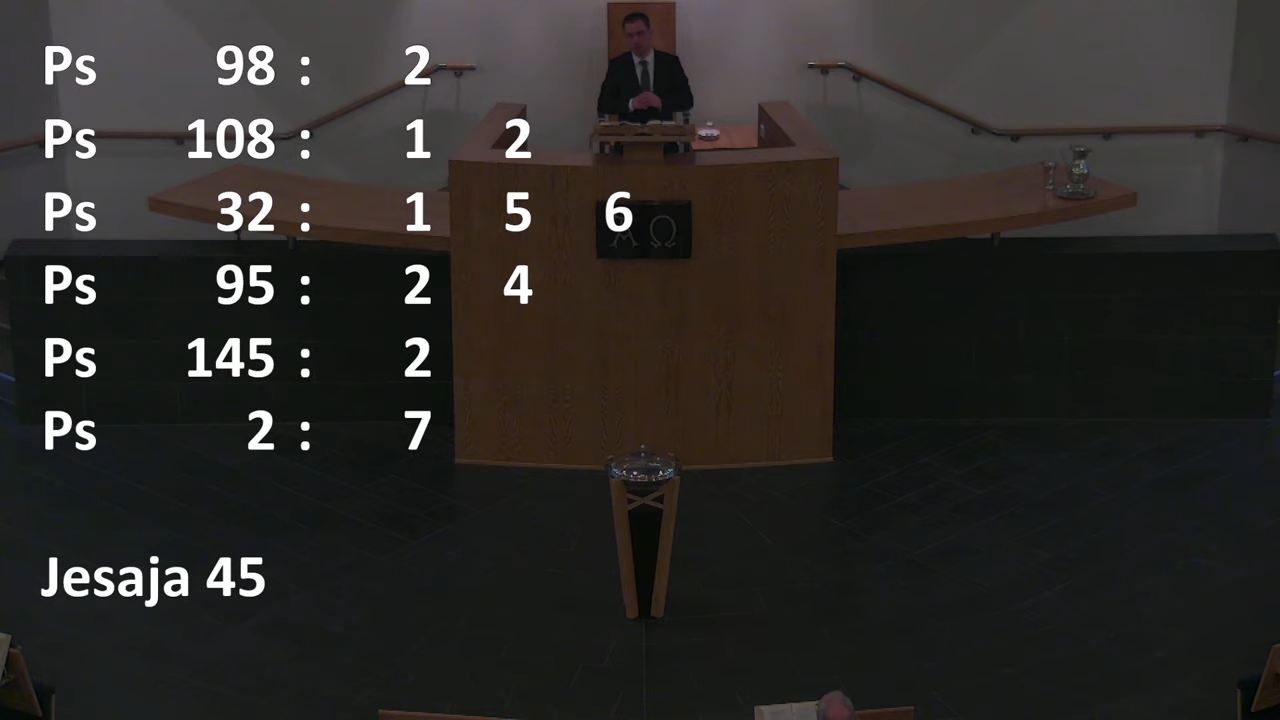 Ps 98 : 2
Ps 108 : 1 2
Ps 32 : 1 5 6
Ps 95 : 2 4
Ps 145 : 2
Ps 2 : 7
Α Ω
Jesaja 45